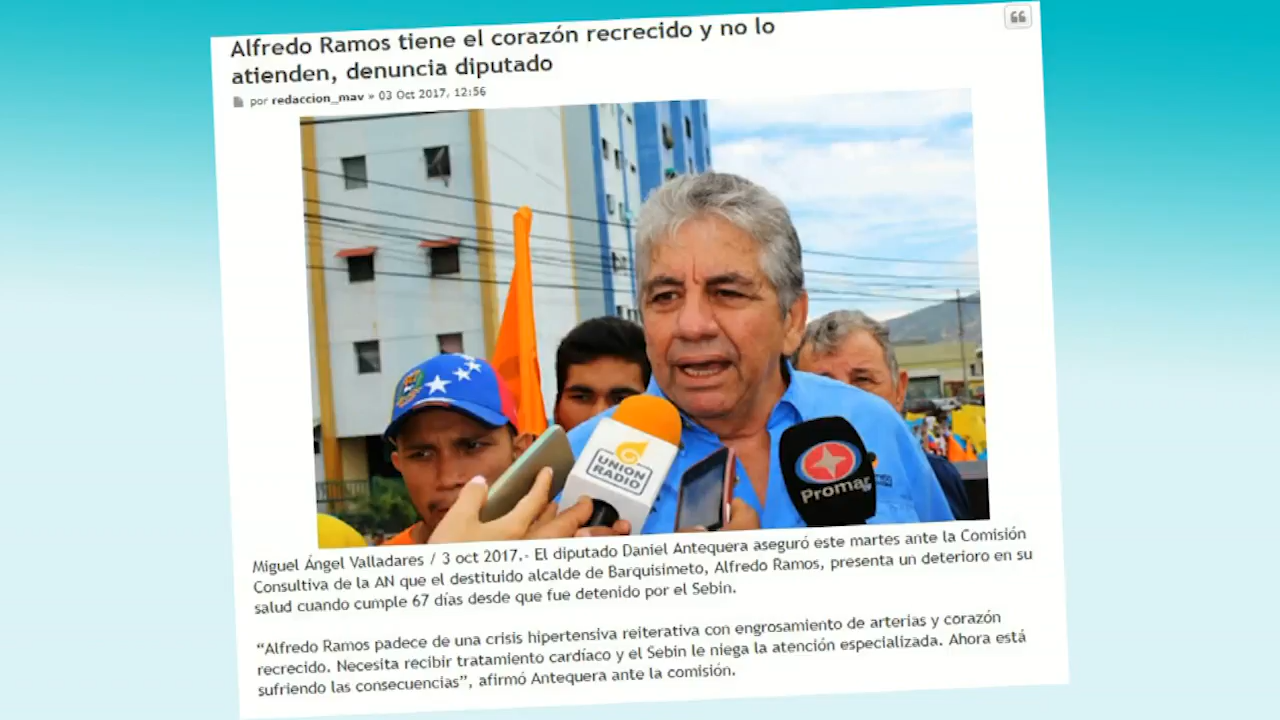 Alfredo Ramos tiene el corazón recrecido y no lo
atienden, denuncia diputado
por redaccion_mav » 03 Oct 2017, 12:56
UNION
RADIO
Promar
Miguel Ángel Valladares / 3 oct 2017.- El diputado Daniel Antequera aseguró este martes ante la Comisión
Consultiva de la AN que el destituido alcalde de Barquisimeto, Alfredo Ramos, presenta un deterioro en su
salud cuando cumple 67 días desde que fue detenido por el Sebin.
“Alfredo Ramos padece de una crisis hipertensiva reiterativa con engrosamiento de arterias y corazón
recrecido. Necesita recibir tratamiento cardíaco y el Sebin le niega la atención especializada. Ahora está
sufriendo las consecuencias”, afirmó Antequera ante la comisión.